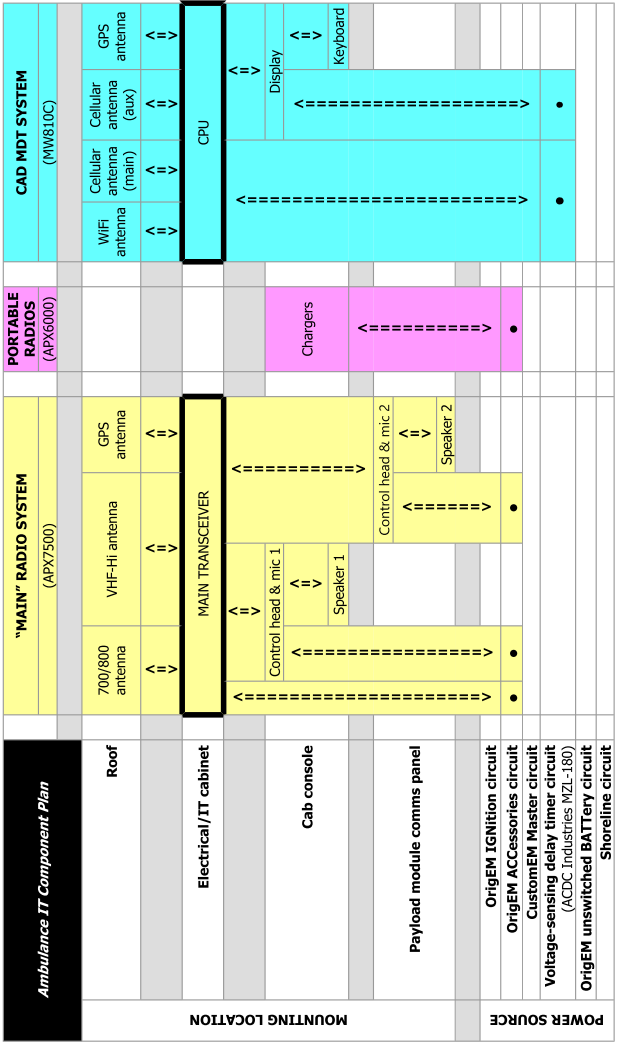 Ambulance IT Component Plan
“MAIN” RADIO SYSTEM
(APX7500)
PORTABLE
RADIOS
(APX6000)
CAD MDT SYSTEM
(MW810C)
MOUNTING LOCATION
Roof
700/800
antenna
VHF-Hi antenna
GPS
antenna
WiFi
antenna
Cellular
antenna
(main)
Cellular
antenna
(aux)
GPS
antenna
<=>
<=>
<=>
<=>
<=>
<=>
<=>
Electrical/IT cabinet
MAIN TRANSCEIVER
CPU
<=>
<=>
Cab console
Control head & mic 1
<=>
Speaker 1
Chargers
Display
<=>
Keyboard
Payload module comms panel
Control head & mic 2
<=>
Speaker 2
POWER SOURCE
OrigEM IGNition circuit
OrigEM ACCessories circuit
CustomEM Master circuit
Voltage-sensing delay timer circuit
(ACDC Industries MZL-180)
OrigEM unswitched BATTery circuit
Shoreline circuit